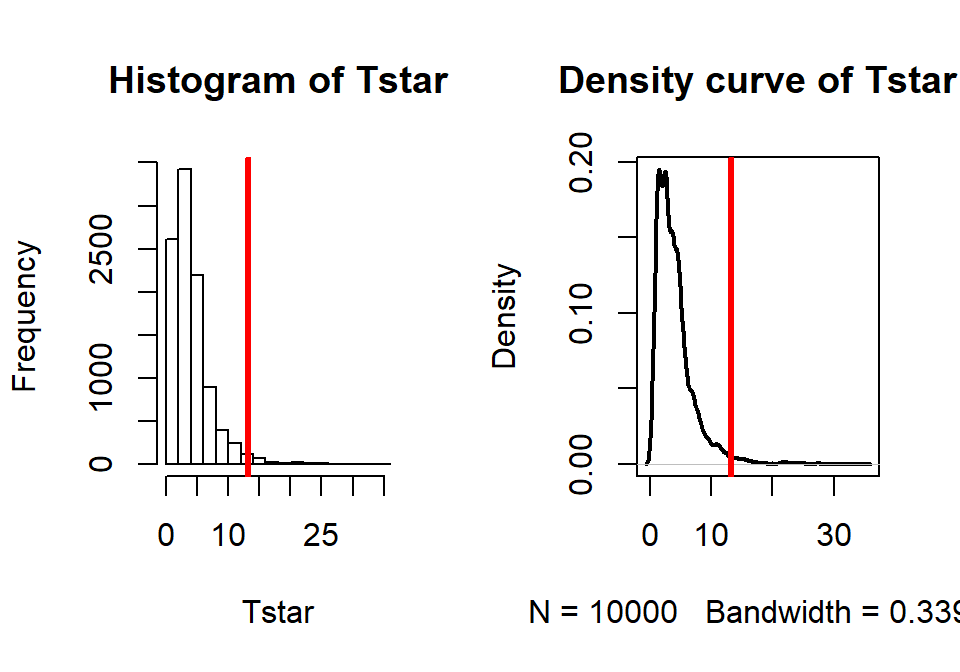 Histogram of Tstar
Frequency
2500
1000
0
0 10 25
Tstar
Density curve of Tstar
Density
0.20
0.10
0.00
0 10 30
N = 10000 Bandwidth = 0.339